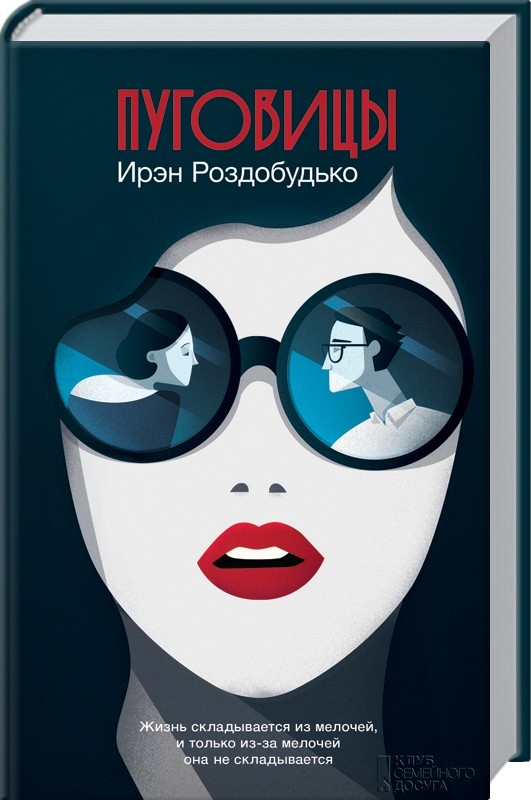 ПУГОВИЦЫ
Ирэн Роздобудько
Жизнь складывается из мелочей,
и только из-за мелочей
она не складывается
КЛУБ
СЕМЕЙНОГО
ДОСУГА